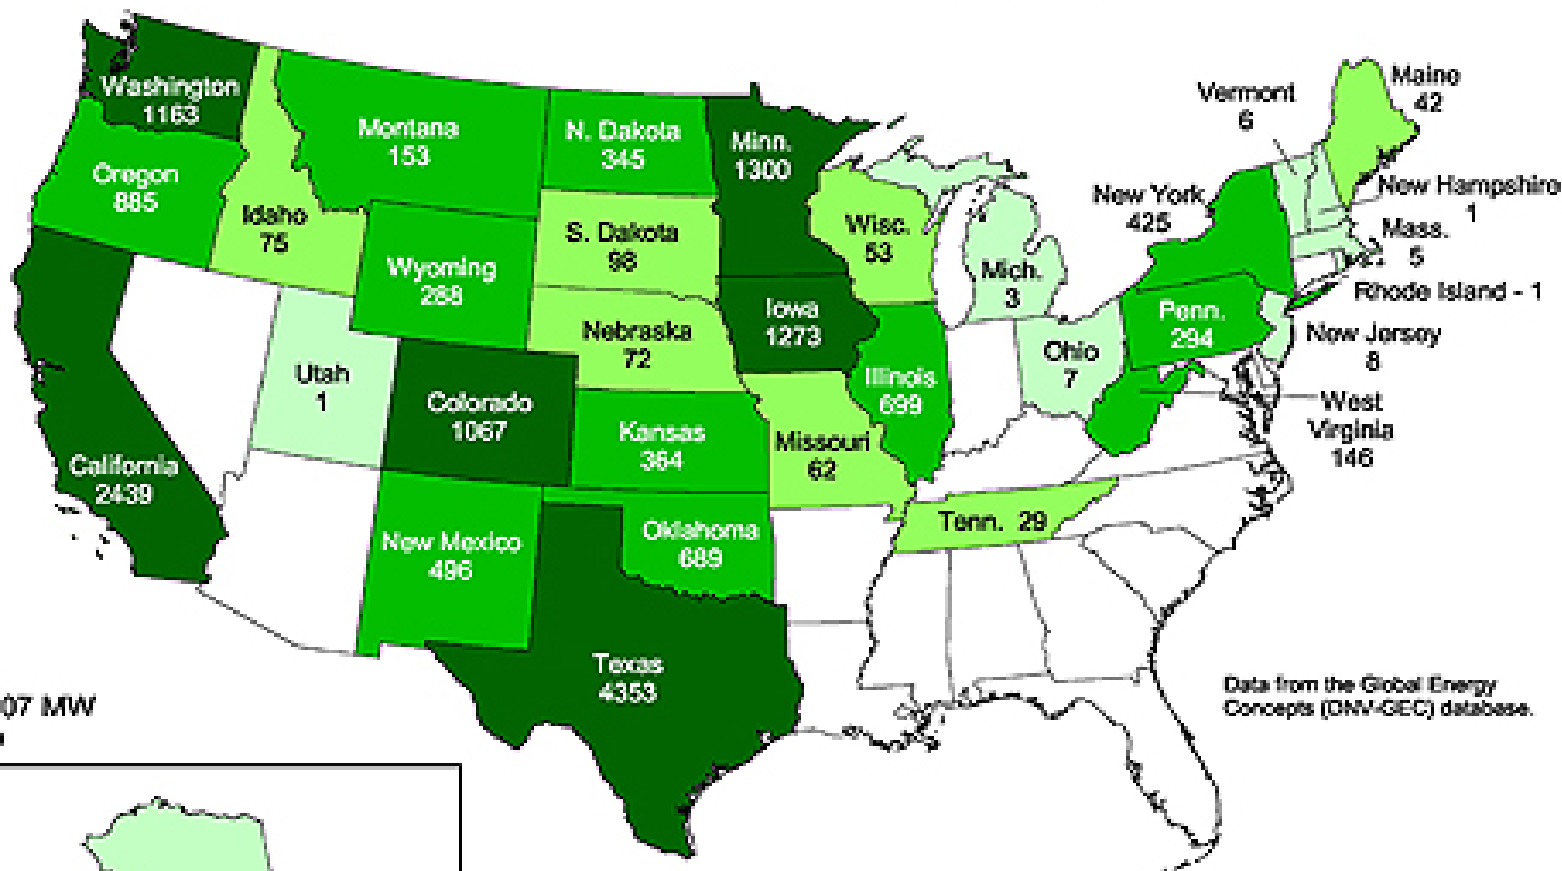 Washington
1163
Oregon
885
Idaho
75
Montana
153
N. Dakota
345
Minn.
1300
Wyoming
288
S. Dakota
98
Wisc.
53
Nebraska
72
Iowa
1273
Mich.
3
Utah
1
Colorado
1067
Kansas
364
Missouri
62
Illinois
699
Ohio
7
Penn.
294
New York
425
Vermont
6
Maine
42
New Hampshire
1
Mass.
5
Rhode Island - 1
New Jersey
8
West
Virginia
146
California
2439
New Mexico
496
Oklahoma
689
Tenn. 29
Texas
4353
07 MW
Data from the Global Energy
Concepts (DNV-GEC) database.